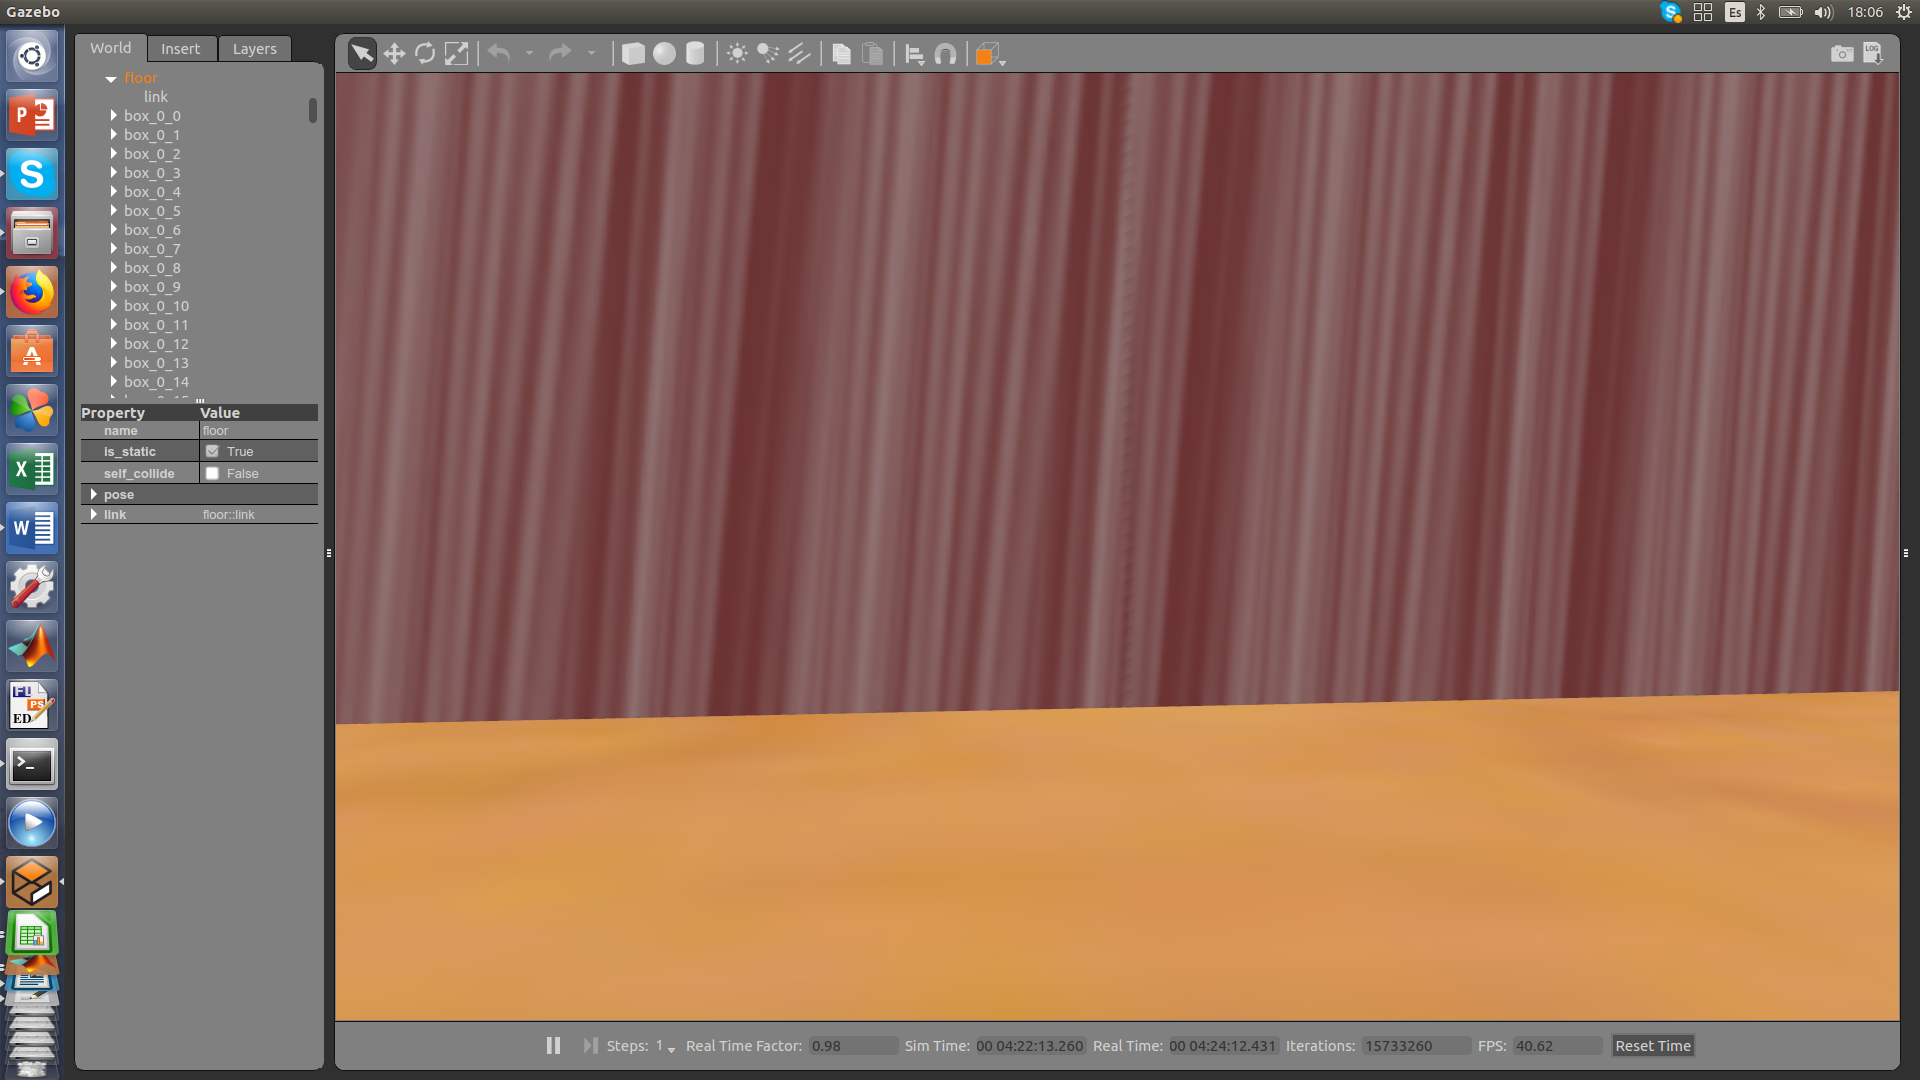 Gazebo
Es
18:06
World
Insert
Layers
LOG
floor
link
box_0_0
box_0_1
box_0_2
box_0_3
box_0_4
box_0_5
box_0_6
box_0_7
box_0_8
box_0_9
box_0_10
box_0_11
box_0_12
box_0_13
box_0_14
Property Value
name floor
is_static True
self_collide False
pose
link floor::link
Steps: 1 Real Time Factor: 0.98 Sim Time: 00 04:22:13.260 Real Time: 00 04:24:12.431 Iterations: 15733260 FPS: 40.62 Reset Time